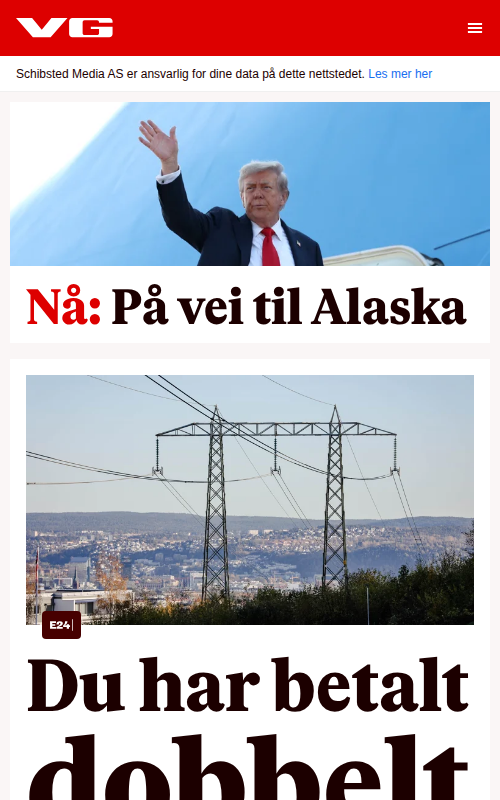 VG
Schibsted Media AS er ansvarlig for dine data på dette nettstedet. Les mer her
Nå: På vei til Alaska
E24
Du har betalt
dobbelt